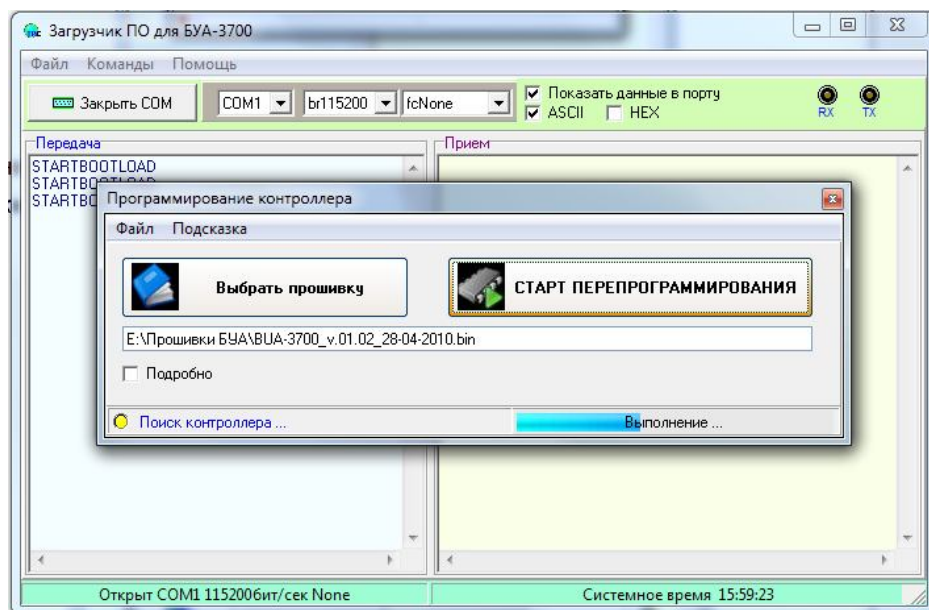 Загрузчик ПО для БУА-3700
Файл Команды Помощь
Закрыть COM COM1 br115200 fcNone Показать данные в порту
ASCII HEX RX TX
Передача Прием
STARTBOOTLOAD
STARTBOOTLOAD
STARTBO
Программирование контроллера
Файл Подсказка
Выбрать прошивку СТАРТ ПЕРЕПРОГРАММИРОВАНИЯ
E:\Прошивки БУА\BUA-3700_v.01.02_28-04-2010.bin
Подробно
Поиск контроллера ... Выполнение ...
Открыт COM1 115200бит/сек None Системное время 15:59:23